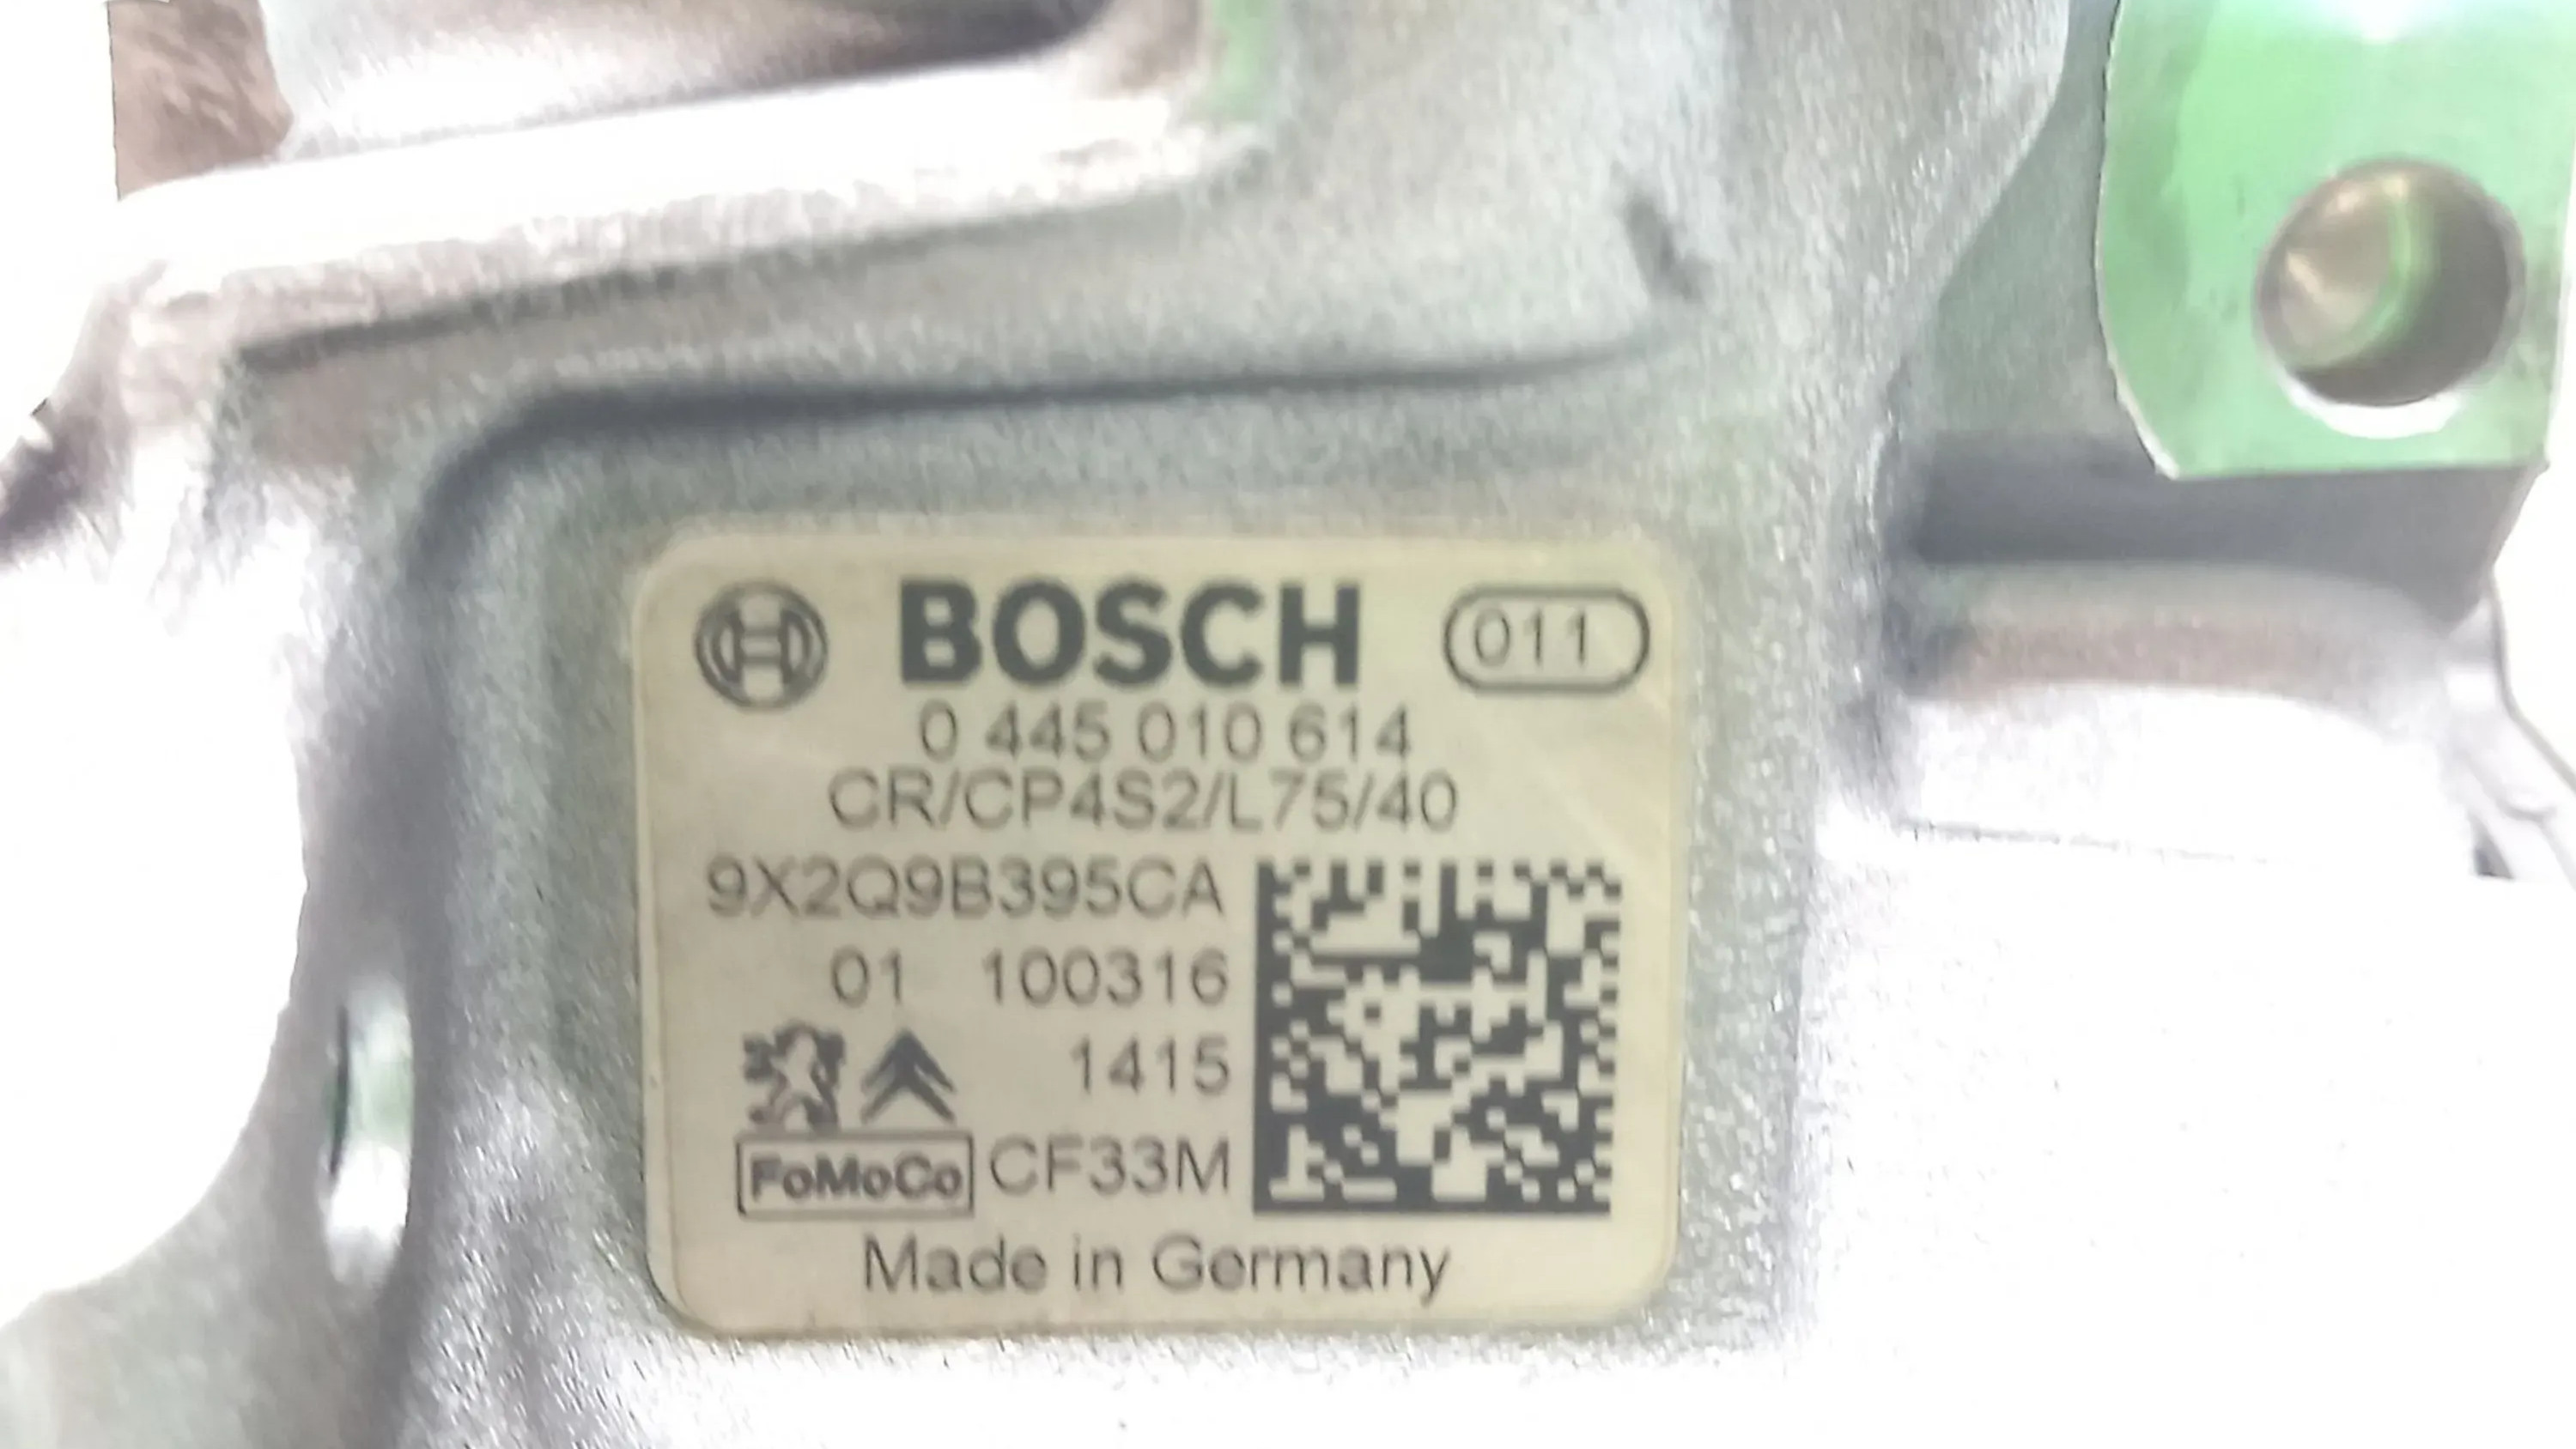 BOSCH 011
0 445 010 614
CR/CP4S2/L75/40
9X2Q9B395CA
01 100316
1415
FoMoCo CF33M
Made in Germany